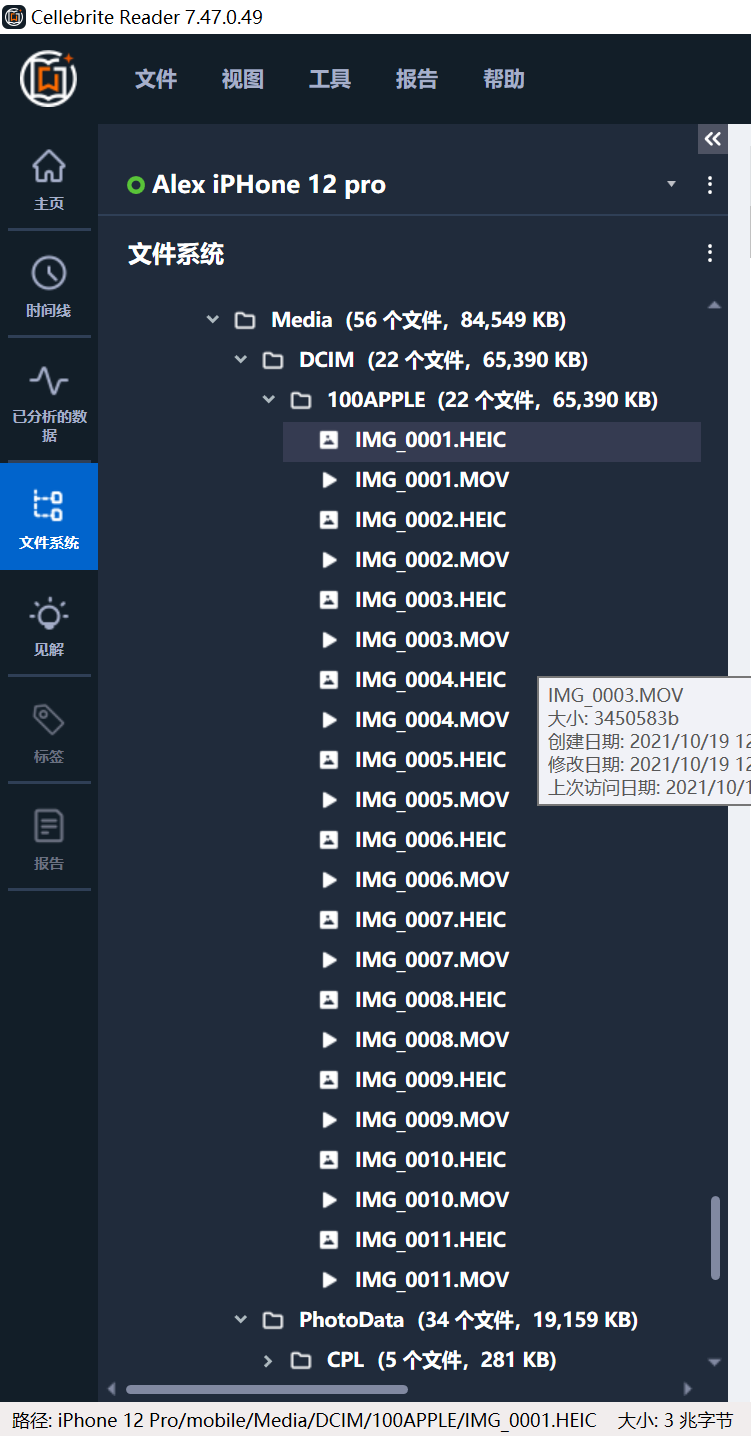 Cellebrite Reader 7.47.0.49
文件 视图 工具 报告 帮助
主页
时间线
已分析的数
据
文件系统
见解
标签
报告
Alex iPHone 12 pro
文件系统
Media (56 个文件, 84,549 KB)
DCIM (22 个文件, 65,390 KB)
100APPLE (22 个文件, 65,390 KB)
IMG_0001.HEIC
IMG_0001.MOV
IMG_0002.HEIC
IMG_0002.MOV
IMG_0003.HEIC
IMG_0003.MOV
IMG_0004.HEIC
IMG_0004.MOV
IMG_0005.HEIC
IMG_0005.MOV
IMG_0006.HEIC
IMG_0006.MOV
IMG_0007.HEIC
IMG_0007.MOV
IMG_0008.HEIC
IMG_0008.MOV
IMG_0009.HEIC
IMG_0009.MOV
IMG_0010.HEIC
IMG_0010.MOV
IMG_0011.HEIC
IMG_0011.MOV
PhotoData (34 个文件, 19,159 KB)
CPL (5 个文件, 281 KB)
IMG_0003.MOV
大小: 3450583b
创建日期: 2021/10/19 12
修改日期: 2021/10/19 12
上次访问日期: 2021/10/1
路径: iPhone 12 Pro/mobile/Media/DCIM/100APPLE/IMG_0001.HEIC 大小: 3 兆字节